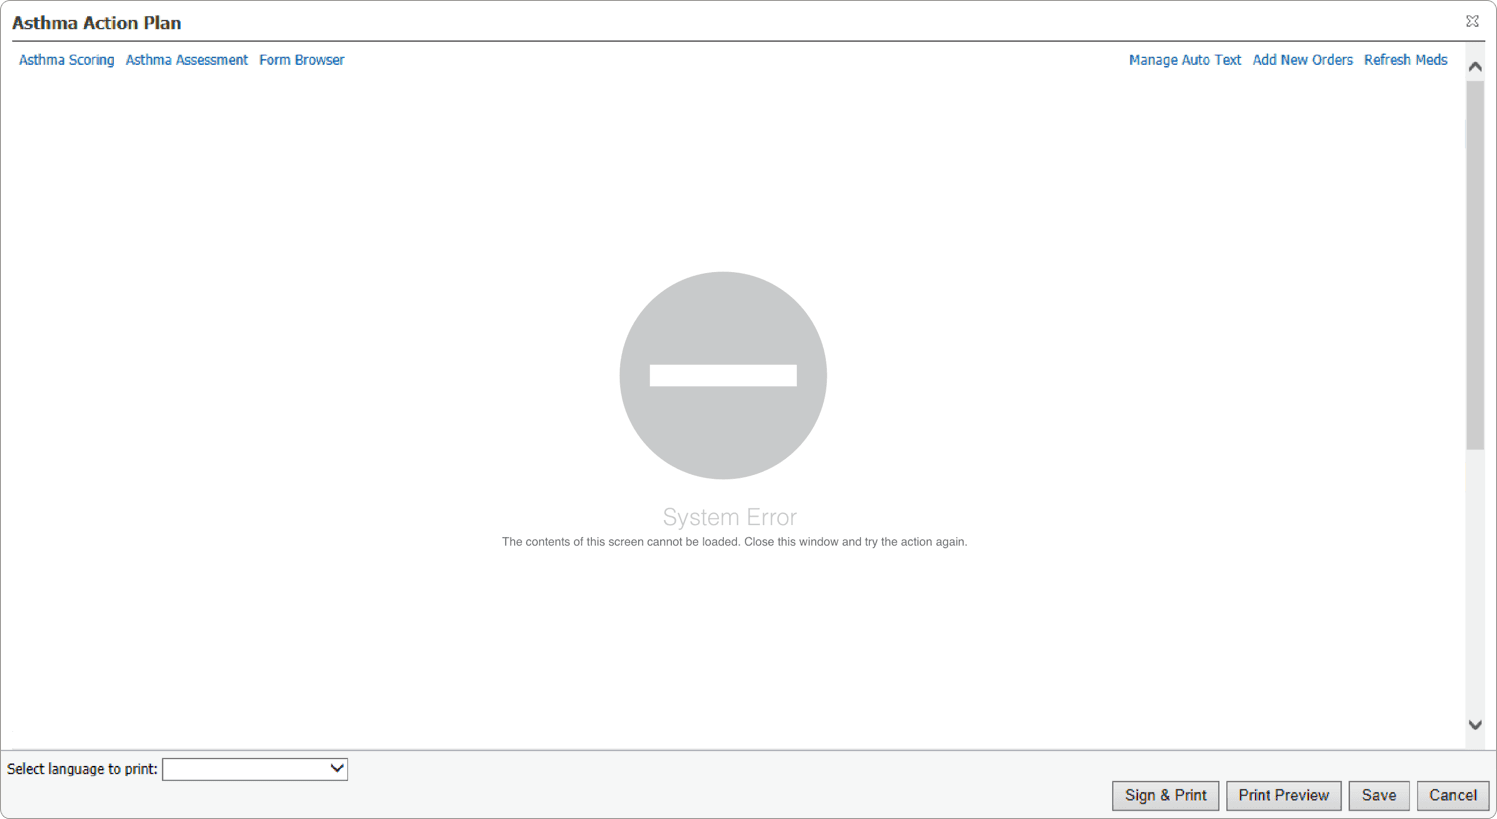 Asthma Action Plan
Asthma Scoring Asthma Assessment Form Browser Manage Auto Text Add New Orders Refresh Meds
System Error
The contents of this screen cannot be loaded. Close this window and try the action again.
Select language to print:
Sign & Print Print Preview Save Cancel